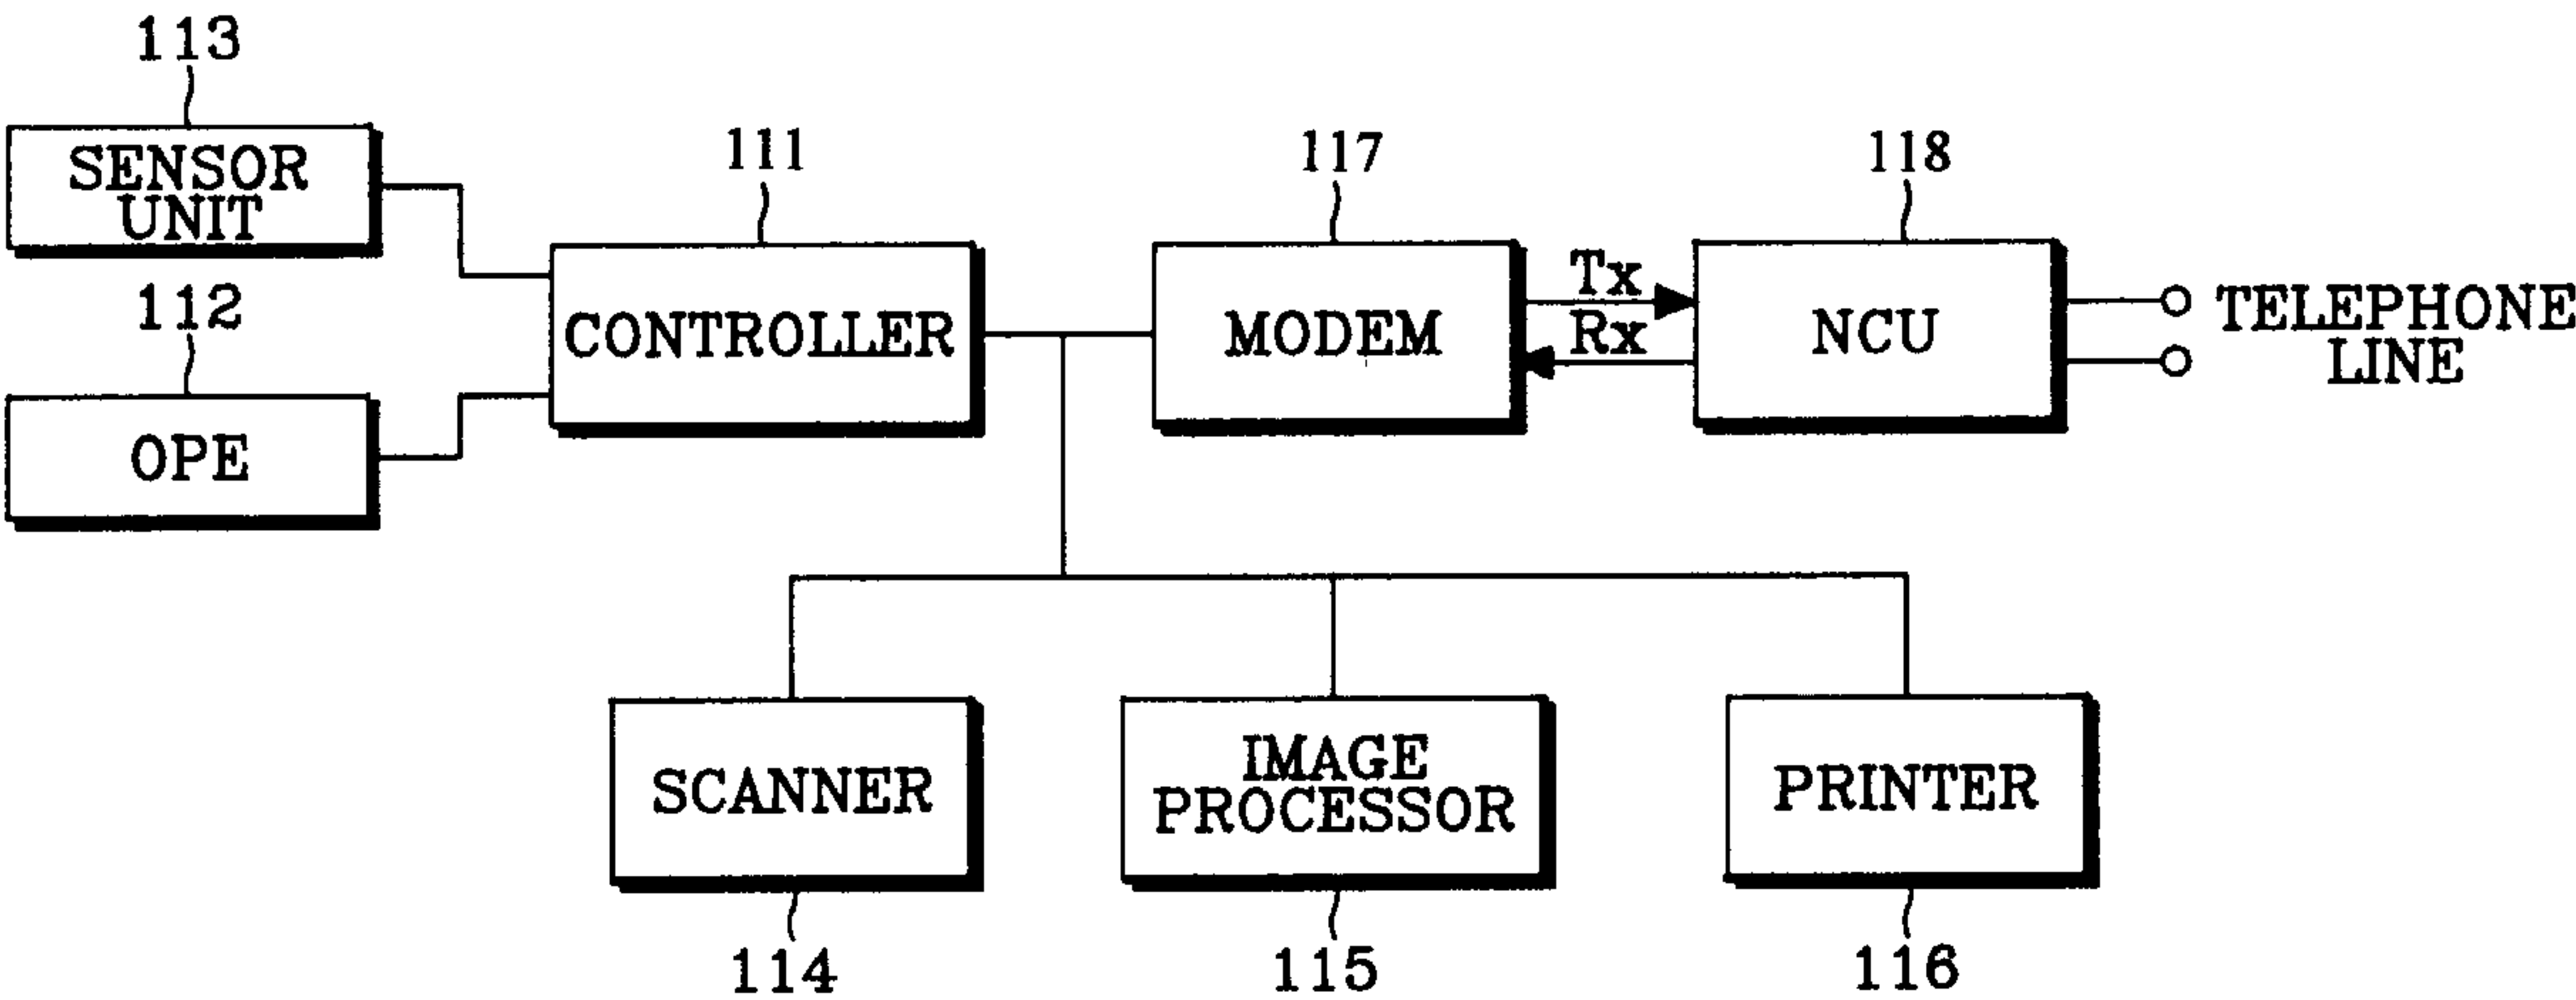 113
SENSOR
UNIT
111
117
118
CONTROLLER
MODEM
Tx
Rx
NCU
TELEPHONE
LINE
112
OPE
SCANNER
IMAGE
PROCESSOR
PRINTER
114
115
116